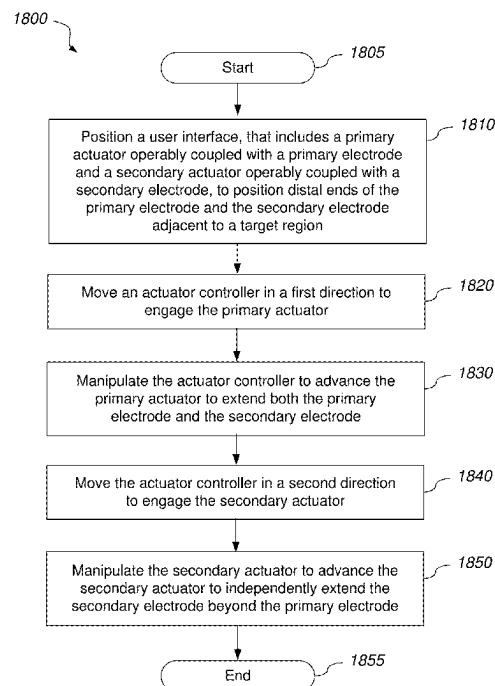 1800
Start
1805
Position a user interface, that includes a primary
actuator operably coupled with a primary electrode
and a secondary actuator operably coupled with a
secondary electrode, to position distal ends of the
primary electrode and the secondary electrode
adjacent to a target region
1810
Move an actuator controller in a first direction to
engage the primary actuator
1820
Manipulate the actuator controller to advance the
primary actuator to extend both the primary
electrode and the secondary electrode
1830
Move the actuator controller in a second direction
to engage the secondary actuator
1840
Manipulate the secondary actuator to advance the
secondary actuator to independently extend the
secondary electrode beyond the primary electrode
1850
End
1855